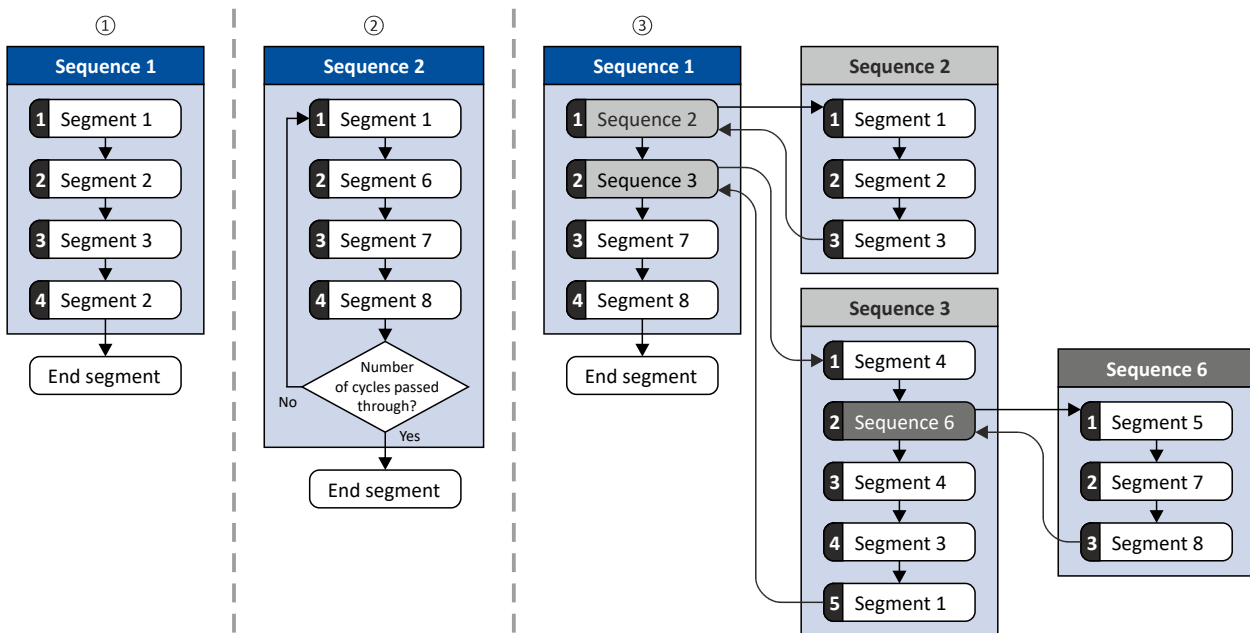 ①
Sequence 1
1 Segment 1
2 Segment 2
3 Segment 3
4 Segment 2
End segment
②
Sequence 2
1 Segment 1
2 Segment 6
3 Segment 7
4 Segment 8
Number
of cycles passed
through?
No
Yes
End segment
③
Sequence 1
1 Sequence 2
2 Sequence 3
3 Segment 7
4 Segment 8
End segment
Sequence 2
1 Segment 1
2 Segment 2
3 Segment 3
Sequence 3
1 Segment 4
2 Sequence 6
3 Segment 4
4 Segment 3
5 Segment 1
Sequence 6
1 Segment 5
2 Segment 7
3 Segment 8